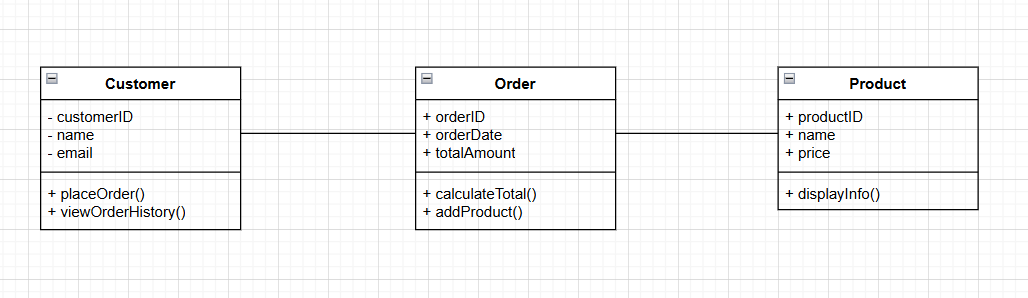 Customer
- customerID
- name
- email
+ placeOrder()
+ viewOrderHistory()
Order
+ orderID
+ orderDate
+ totalAmount
+ calculateTotal()
+ addProduct()
Product
+ productID
+ name
+ price
+ displayInfo()